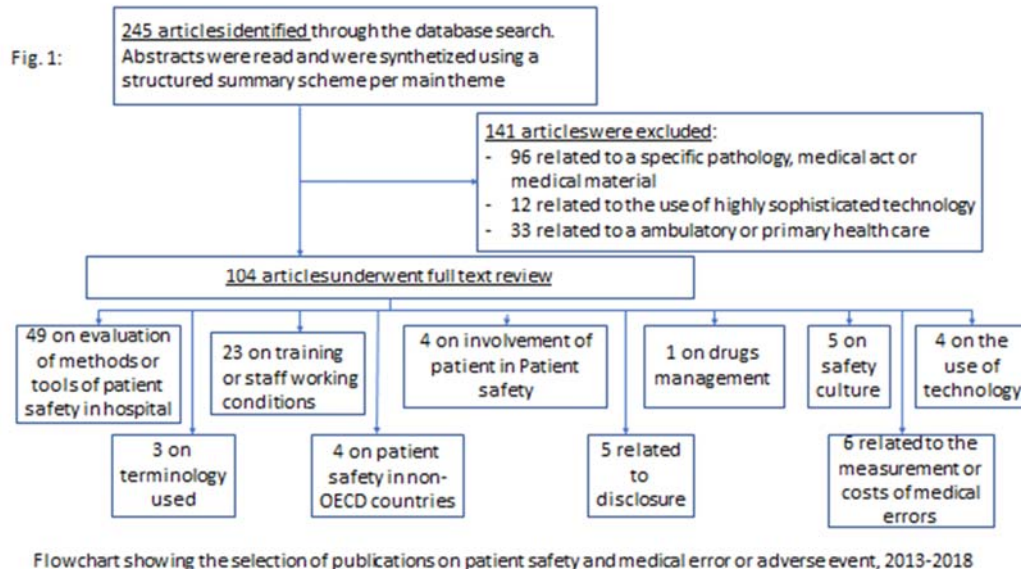 245 articles identified through the database search.
Abstracts were read and were synthetized using a
structured summary scheme per main theme
Fig. 1:
141 articles were excluded:
- 96 related to a specific pathology, medical act or
medical material
- 12 related to the use of highly sophisticated technology
- 33 related to a ambulatory or primary health care
104 articles underwent full text review
49 on evaluation
of methods or
tools of patient
safety in hospital
23 on training
or staff working
conditions
4 on involvement of
patient in Patient
safety
1 on drugs
management
5 on
safety
culture
4 on the
use of
technology
3 on
terminology
used
4 on patient
safety in non-
OECD countries
5 related
to
disclosure
6 related to the
measurement or
costs of medical
errors
Flowchart showing the selection of publications on patient safety and medical error or adverse event, 2013-2018